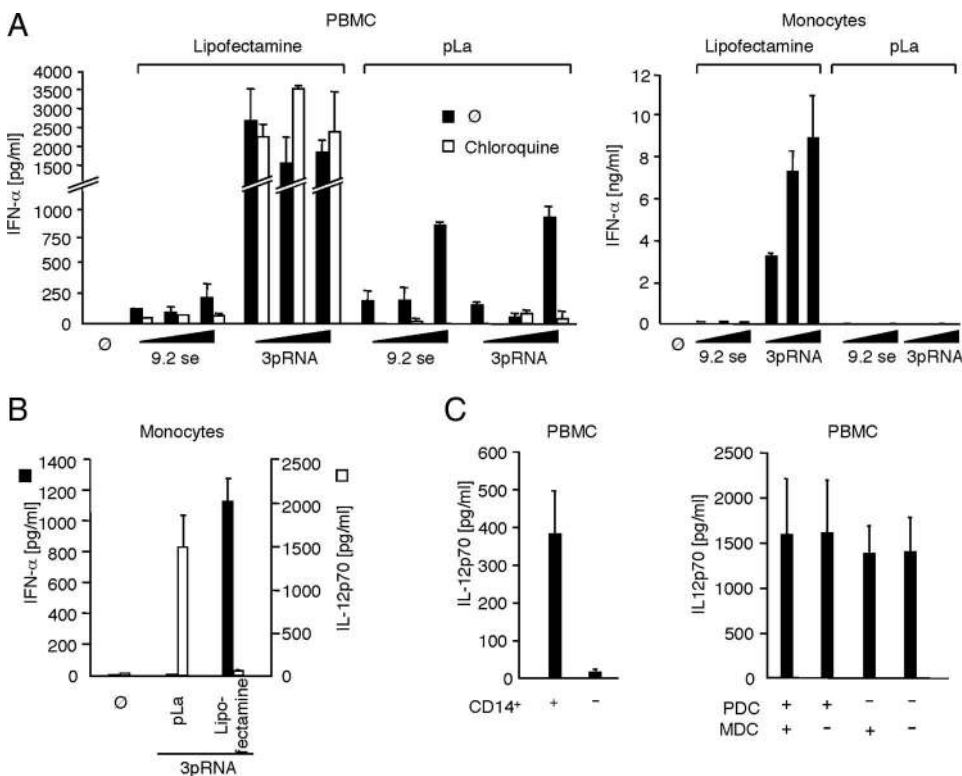 A
PBMC
Monocytes
Lipofectamine
pLa
Lipofectamine
pLa
IFN-α [pg/ml]
4000
3500
3000
2500
2000
1500
1000
750
500
250
0
Ø
Chloroquine
Ø
9.2 se
3pRNA
9.2 se
3pRNA
IFN-α [ng/ml]
12
10
8
6
4
2
0
Ø
9.2 se
3pRNA
9.2 se
3pRNA
B
Monocytes
IFN-α [pg/ml]
1400
1200
1000
800
600
400
200
0
2500
2000
1500
1000
500
0
IL-12p70 [pg/ml]
Ø
pLa
Lipo-
fectamine
3pRNA
C
PBMC
IL-12p70 [pg/ml]
600
500
400
300
200
100
0
CD14+ + -
PBMC
IL12p70 [pg/ml]
2500
2000
1500
1000
500
0
PDC + + - -
MDC + - + -